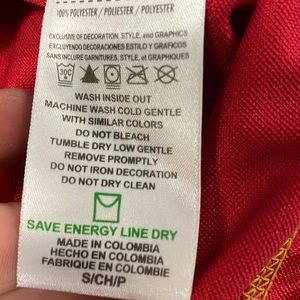 100% POLYESTER / POLIESTER / POLYESTER
EXCLUSIVE OF DECORATION, STYLE, and GRAPHICS
EXCLUYENDO DECORACIONES ESTILO Y GRAFICOS
SANS INCLURE GARNITURES, STYLE, et GRAPHIQUES
30C
WASH INSIDE OUT
MACHINE WASH COLD GENTLE
WITH SIMILAR COLORS
DO NOT BLEACH
TUMBLE DRY LOW GENTLE
REMOVE PROMPTLY
DO NOT IRON DECORATION
DO NOT DRY CLEAN
SAVE ENERGY LINE DRY
MADE IN COLOMBIA
HECHO EN COLOMBIA
FABRIQUE EN COLOMBIE
S/CH/P